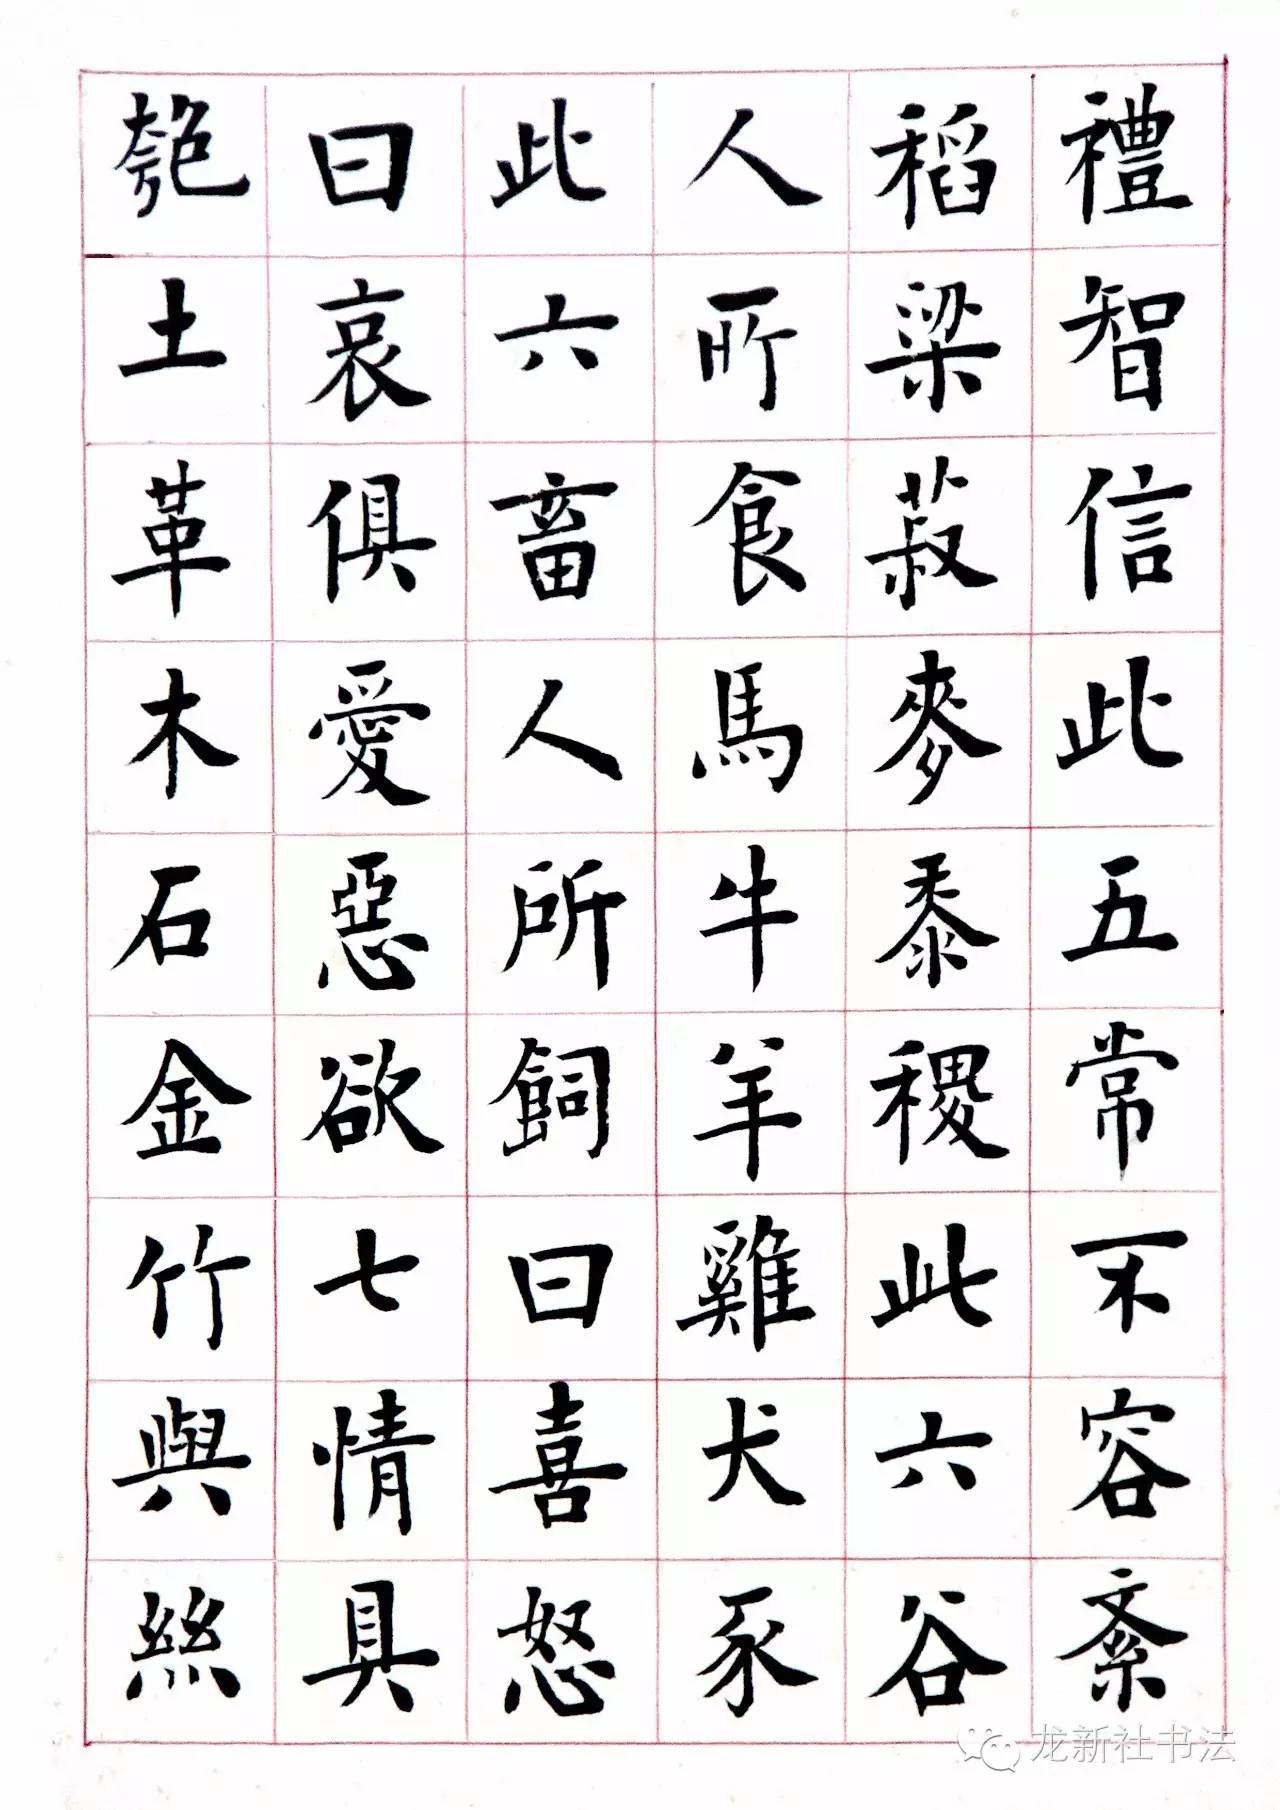 禮智信此五常不容紊
稻粱菽麥黍稷此六谷
人所食馬牛羊雞犬豕
此六畜人所飼曰喜怒
曰哀俱愛惡欲七情具
匏土革木石金竹與絲
龙新社书法